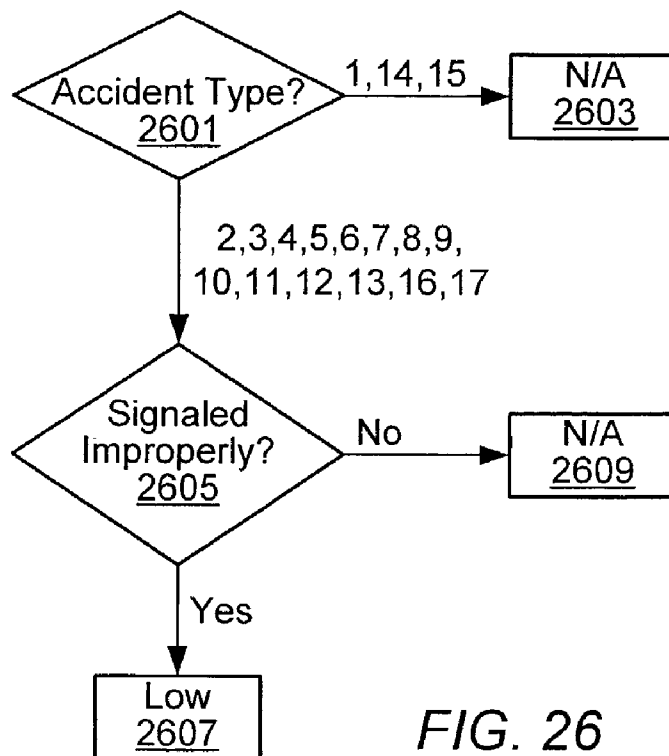 Accident Type?
2601
1,14,15
N/A
2603
2,3,4,5,6,7,8,9,
10,11,12,13,16,17
Signaled
Improperly?
2605
No
N/A
2609
Yes
Low
2607
FIG. 26